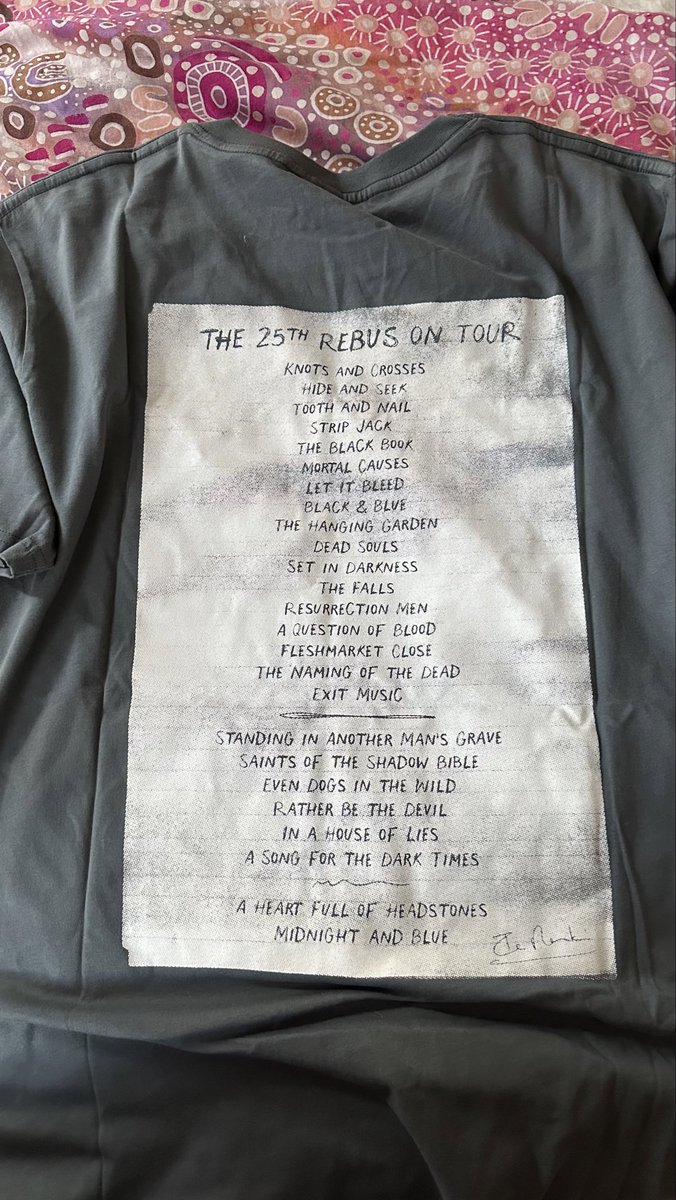 THE 25TH REBUS ON TOUR
KNOTS AND CROSSES
HIDE AND SEEK
TOOTH AND NAIL
STRIP JACK
THE BLACK BOOK
MORTAL CAUSES
LET IT BLEED
BLACK & BLUE
THE HANGING GARDEN
DEAD SOULS
SET IN DARKNESS
THE FALLS
RESURRECTION MEN
A QUESTION OF BLOOD
FLESHMARKET CLOSE
THE NAMING OF THE DEAD
EXIT MUSIC
STANDING IN ANOTHER MAN'S GRAVE
SAINTS OF THE SHADOW BIBLE
EVEN DOGS IN THE WILD
RATHER BE THE DEVIL
IN A HOUSE OF LIES
A SONG FOR THE DARK TIMES
A HEART FULL OF HEADSTONES
MIDNIGHT AND BLUE